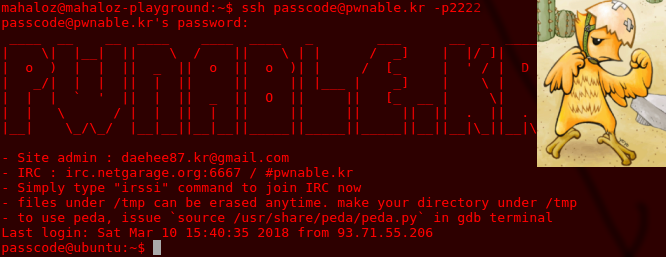 mahaloz@mahaloz-playground:~$ ssh passcode@pwnable.kr -p2222
passcode@pwnable.kr's password:
PWNABLE.KR
- Site admin : daehee87.kr@gmail.com
- IRC : irc.netgarage.org:6667 / #pwnable.kr
- Simply type "irssi" command to join IRC now
- files under /tmp can be erased anytime. make your directory under /tmp
- to use peda, issue `source /usr/share/peda/peda.py` in gdb terminal
Last login: Sat Mar 10 15:40:35 2018 from 93.71.55.206
passcode@ubuntu:~$